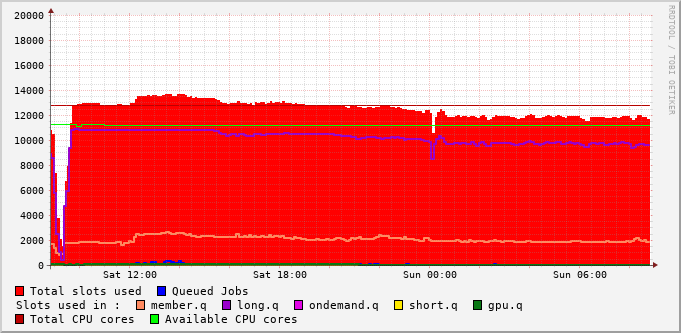 RRDTOOL / TOBI OETIKER
20000
18000
16000
14000
12000
10000
8000
6000
4000
2000
0
Sat 12:00 Sat 18:00 Sun 00:00 Sun 06:00
Total slots used Queued Jobs
Slots used in : member.q long.q ondemand.q short.q gpu.q
Total CPU cores Available CPU cores